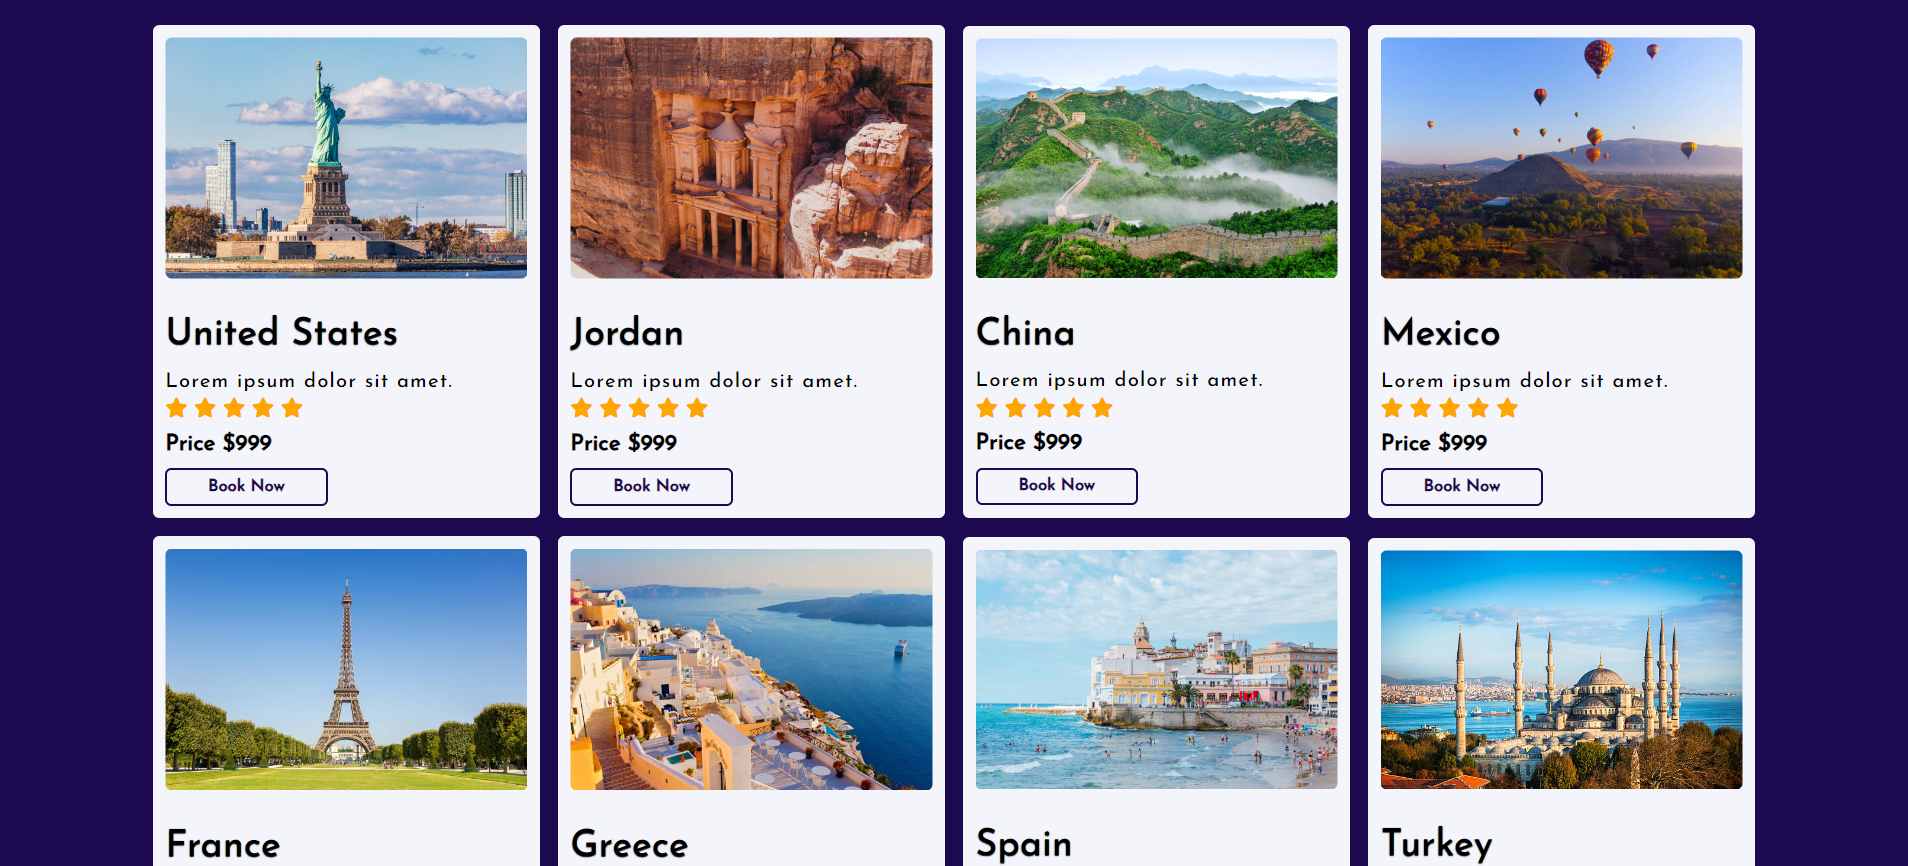 United States
Lorem ipsum dolor sit amet.
Price $999
Book Now
Jordan
Lorem ipsum dolor sit amet.
Price $999
Book Now
China
Lorem ipsum dolor sit amet.
Price $999
Book Now
Mexico
Lorem ipsum dolor sit amet.
Price $999
Book Now
France
Greece
Spain
Turkey